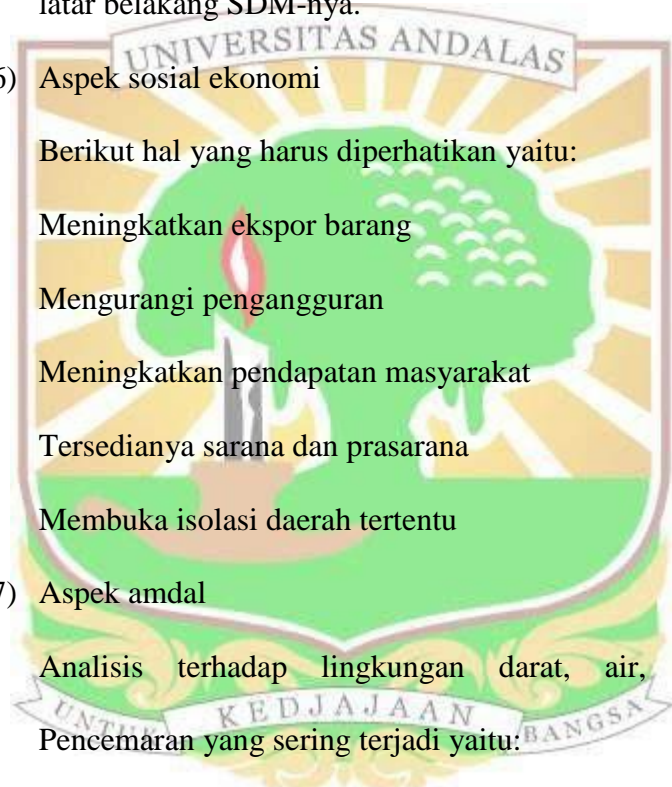 latar belakang SDM-nya.
UNIVERSITAS ANDALAS
6) Aspek sosial ekonomi
Berikut hal yang harus diperhatikan yaitu:
Meningkatkan ekspor barang
Mengurangi pengangguran
Meningkatkan pendapatan masyarakat
Tersedianya sarana dan prasarana
Membuka isolasi daerah tertentu
7) Aspek amdal
Analisis terhadap lingkungan darat, air,
UNTUK KEDJAJAAN BANGSA
Pencemaran yang sering terjadi yaitu: